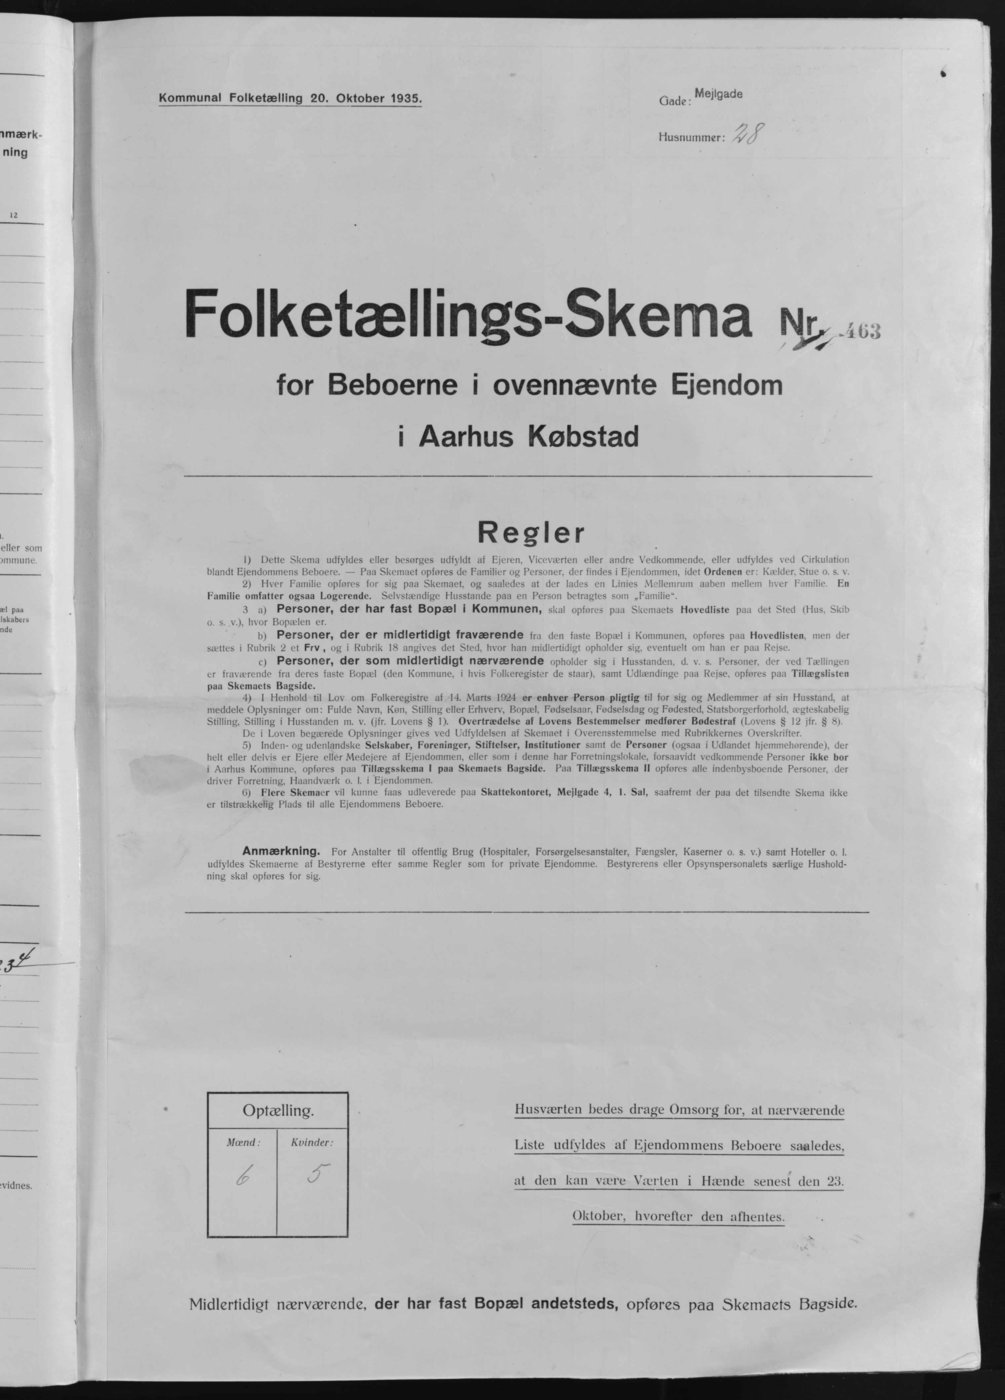 nmærk-
ning
12
eller som
ommune.
æl paa
lskabers
nde
34
evidnes.
Kommunal Folketælling 20. Oktober 1935.
Gade: Mejlgade
Husnummer: 28
Folketællings-Skema Nr. 463
for Beboerne i ovennævnte Ejendom
i Aarhus Købstad
Regler
1) Dette Skema udfyldes eller besørges udfyldt af Ejeren, Viceværten eller andre Vedkommende, eller udfyldes ved Cirkulation
blandt Ejendommens Beboere. — Paa Skemaet opføres de Familier og Personer, der findes i Ejendommen, idet Ordenen er: Kælder, Stue o. s. v.
2) Hver Familie opføres for sig paa Skemaet, og saaledes at der lades en Linies Mellemrum aaben mellem hver Familie. En
Familie omfatter ogsaa Logerende. Selvstændige Husstande paa en Person betragtes som „Familie“.
3 a) Personer, der har fast Bopæl i Kommunen, skal opføres paa Skemaets Hovedliste paa det Sted (Hus, Skib
o. s. v.), hvor Bopælen er.
b) Personer, der er midlertidigt fraværende fra den faste Bopæl i Kommunen, opføres paa Hovedlisten, men der
sættes i Rubrik 2 et Frv., og i Rubrik 18 angives det Sted, hvor han midlertidigt opholder sig, eventuelt om han er paa Rejse.
c) Personer, der som midlertidigt nærværende opholder sig i Husstanden, d. v. s. Personer, der ved Tællingen
er fraværende fra deres faste Bopæl (den Kommune, i hvis Folkeregister de staar), samt Udlændinge paa Rejse, opføres paa Tillægslisten
paa Skemaets Bagside.
4) I Henhold til Lov om Folkeregistre af 14. Marts 1924 er enhver Person pligtig til for sig og Medlemmer af sin Husstand, at
meddele Oplysninger om: Fulde Navn, Køn, Stilling eller Erhverv, Bopæl, Fødselsaar, Fødselsdag og Fødested, Statsborgerforhold, ægteskabelig
Stilling, Stilling i Husstanden m. v. (jfr. Lovens § 1). Overtrædelse af Lovens Bestemmelser medfører Bødestraf (Lovens § 12 jfr. § 8).
De i Loven begærede Oplysninger gives ved Udfyldelsen af Skemaet i Overensstemmelse med Rubrikkernes Overskrifter.
5) Inden- og udenlandske Selskaber, Foreninger, Stiftelser, Institutioner samt de Personer (ogsaa i Udlandet hjemmehørende), der
helt eller delvis er Ejere eller Medejere af Ejendommen, eller som i denne har Forretningslokale, forsaavidt vedkommende Personer ikke bor
i Aarhus Kommune, opføres paa Tillægsskema I paa Skemaets Bagside. Paa Tillægsskema II opføres alle indenbysboende Personer, der
driver Forretning, Haandværk o. l. i Ejendommen.
6) Flere Skemaer vil kunne faas udleverede paa Skattekontoret, Mejlgade 4, 1. Sal, saafremt der paa det tilsendte Skema ikke
er tilstrækkelig Plads til alle Ejendommens Beboere.
Anmærkning. For Anstalter til offentlig Brug (Hospitaler, Forsørgelsesanstalter, Fængsler, Kaserner o. s. v.) samt Hoteller o. l.
udfyldes Skemaerne af Bestyrerne efter samme Regler som for private Ejendomme. Bestyrerens eller Opsynspersonalets særlige Hushold-
ning skal opføres for sig.
Optælling.
Mænd: Kvinder:
6 5
Husværten bedes drage Omsorg for, at nærværende
Liste udfyldes af Ejendommens Beboere saaledes,
at den kan være Værten i Hænde senest den 23.
Oktober, hvorefter den afhentes.
Midlertidigt nærværende, der har fast Bopæl andetsteds, opføres paa Skemaets Bagside.